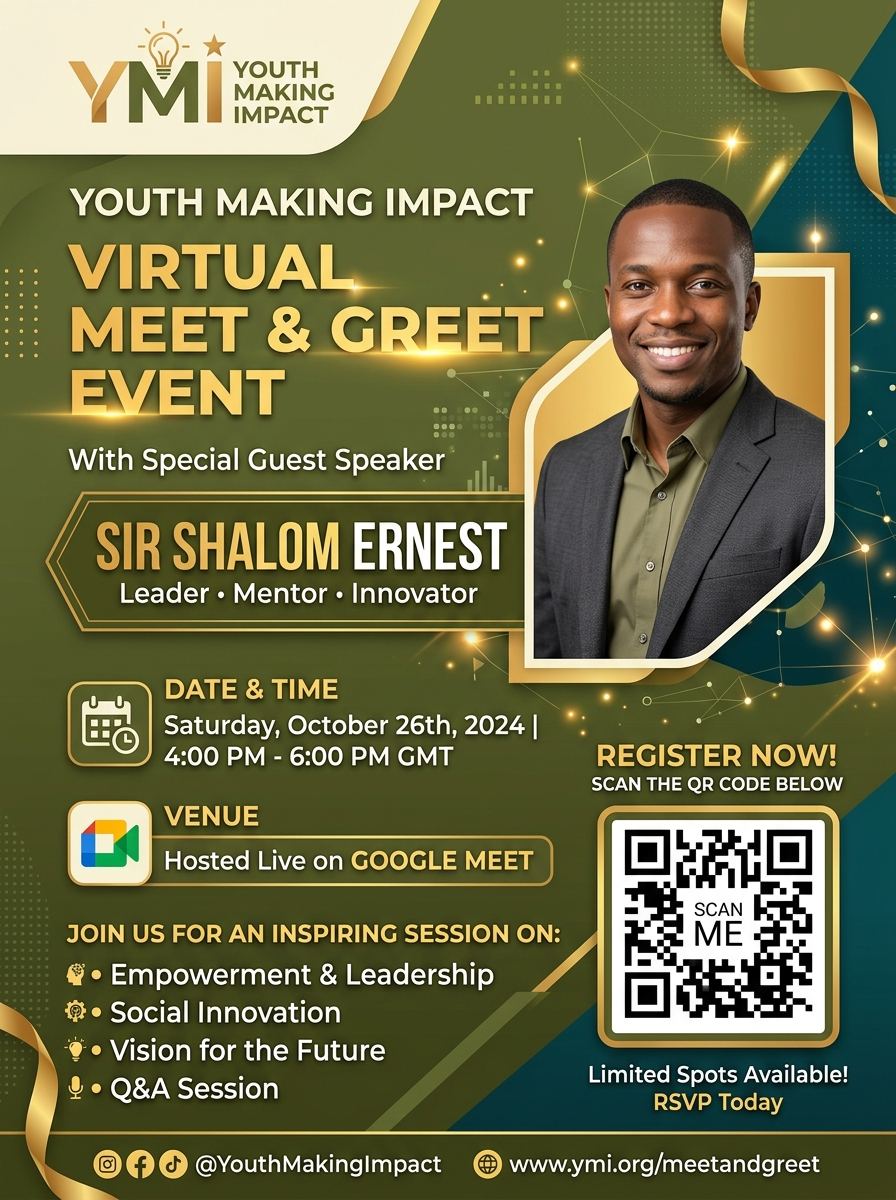 YMI
YOUTH
MAKING
IMPACT
YOUTH MAKING IMPACT
VIRTUAL
MEET & GREET
EVENT
With Special Guest Speaker
SIR SHALOM ERNEST
Leader • Mentor • Innovator
DATE & TIME
Saturday, October 26th, 2024 |
4:00 PM - 6:00 PM GMT
VENUE
Hosted Live on GOOGLE MEET
JOIN US FOR AN INSPIRING SESSION ON:
• Empowerment & Leadership
• Social Innovation
• Vision for the Future
• Q&A Session
REGISTER NOW!
SCAN THE QR CODE BELOW
SCAN
ME
Limited Spots Available!
RSVP Today
@YouthMakingImpact
www.ymi.org/meetandgreet